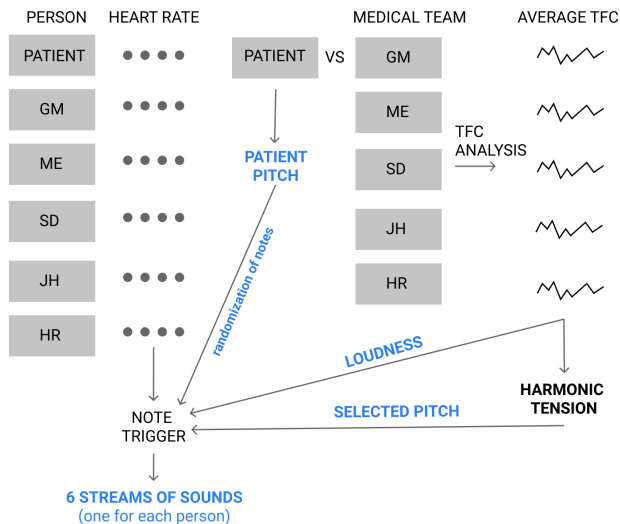 PERSON
HEART RATE
MEDICAL TEAM
AVERAGE TFC
PATIENT
PATIENT
VS
GM
GM
ME
ME
TFC
ANALYSIS
PATIENT
PITCH
SD
SD
JH
JH
HR
HR
randomization of notes
LOUDNESS
HARMONIC
TENSION
SELECTED PITCH
NOTE
TRIGGER
6 STREAMS OF SOUNDS
(one for each person)